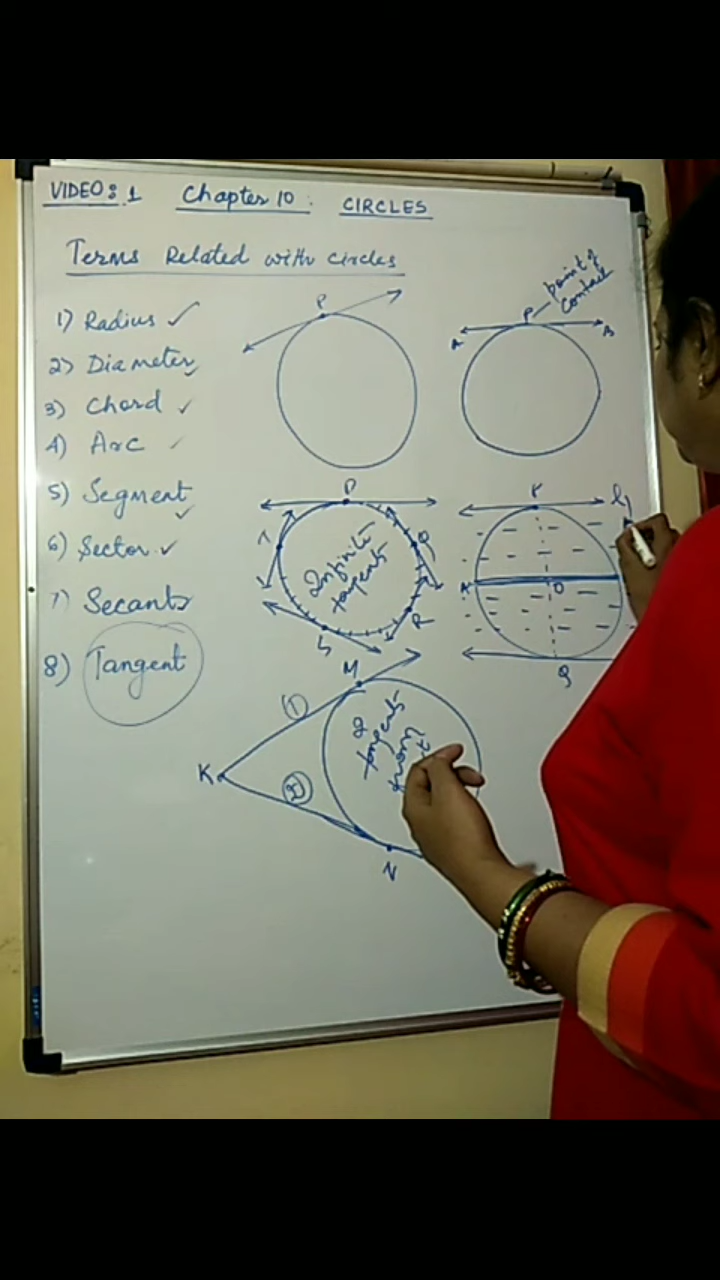 VIDEO: 1 Chapter 10: CIRCLES
Terms Related with circles
1) Radius ✓
2) Diameter ✓
3) Chord ✓
4) Arc ✓
5) Segment ✓
6) Sector ✓
7) Secants
8) Tangent
P
P
point of
contact
A
B
P
Q
R
S
T
Infinite
tangents
P
l1
A
O
Q
K
M
N
(1)
(2)
2
tangents
from